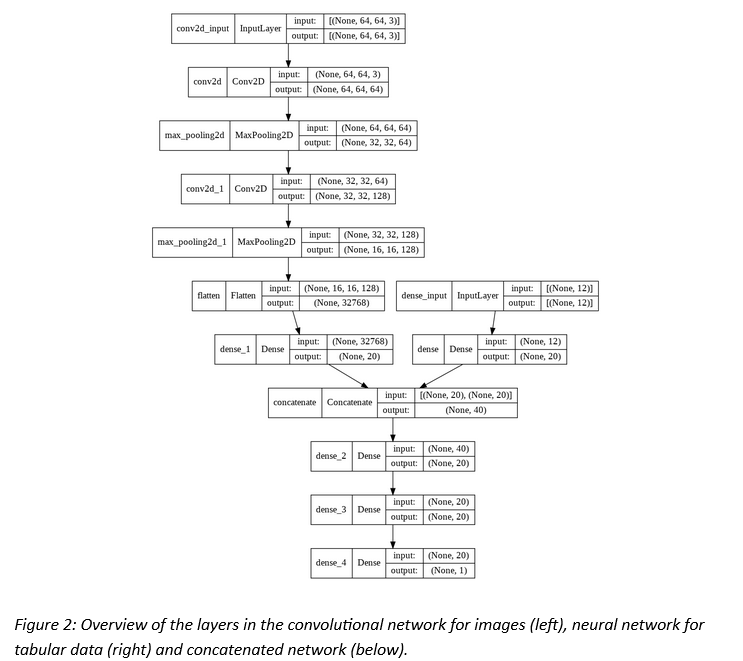 conv2d_input InputLayer input: [(None, 64, 64, 3)]
output: [(None, 64, 64, 3)]
conv2d Conv2D input: (None, 64, 64, 3)
output: (None, 64, 64, 64)
max_pooling2d MaxPooling2D input: (None, 64, 64, 64)
output: (None, 32, 32, 64)
conv2d_1 Conv2D input: (None, 32, 32, 64)
output: (None, 32, 32, 128)
max_pooling2d_1 MaxPooling2D input: (None, 32, 32, 128)
output: (None, 16, 16, 128)
flatten Flatten input: (None, 16, 16, 128)
output: (None, 32768)
dense_input InputLayer input: [(None, 12)]
output: [(None, 12)]
dense_1 Dense input: (None, 32768)
output: (None, 20)
dense Dense input: (None, 12)
output: (None, 20)
concatenate Concatenate input: [(None, 20), (None, 20)]
output: (None, 40)
dense_2 Dense input: (None, 40)
output: (None, 20)
dense_3 Dense input: (None, 20)
output: (None, 20)
dense_4 Dense input: (None, 20)
output: (None, 1)
Figure 2: Overview of the layers in the convolutional network for images (left), neural network for
tabular data (right) and concatenated network (below).